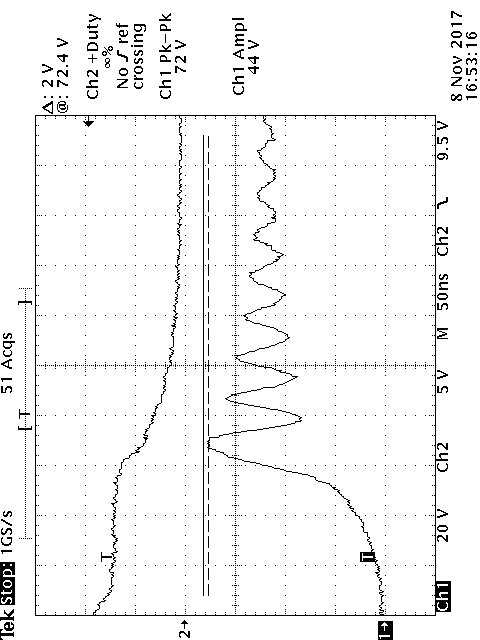 Tek Stop: 1GS/s 51 Acqs
[ T ]
Δ: 2 V
@: 72.4 V
Ch2 +Duty
∞%
No ƒ ref
crossing
Ch1 Pk–Pk
72 V
Ch1 Ampl
44 V
T
2→
1→
Ch1 20 V Ch2 5 V M 50ns Ch2 9.5 V
8 Nov 2017
16:53:16